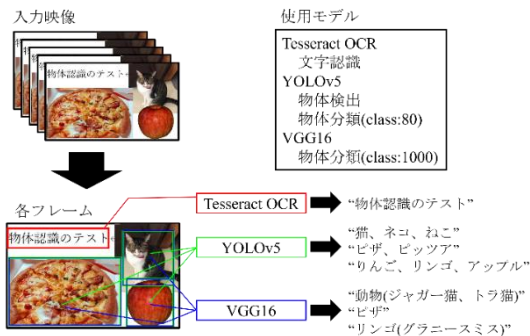 入力映像
使用モデル
物体認識のテスト
Tesseract OCR
文字認識
YOLOv5
物体検出
物体分類(class:80)
VGG16
物体分類(class:1000)
各フレーム
物体認識のテスト
Tesseract OCR
“物体認識のテスト”
YOLOv5
“猫、ネコ、ねこ”
“ピザ、ピッツア”
“りんご、リンゴ、アップル”
VGG16
“動物(ジャガー猫、トラ猫)”
“ピザ”
“リンゴ(グラニースミス)”